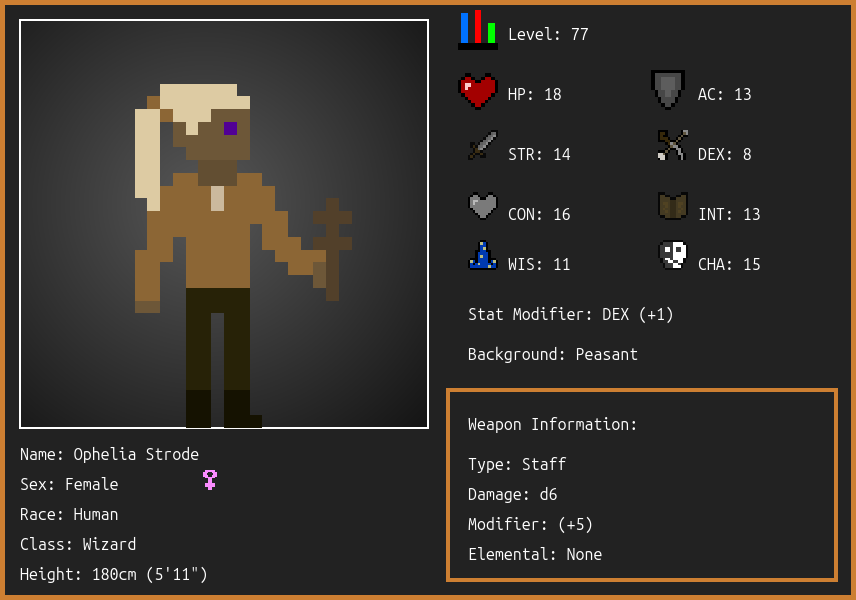 Level: 77
HP: 18
AC: 13
STR: 14
DEX: 8
CON: 16
INT: 13
WIS: 11
CHA: 15
Stat Modifier: DEX (+1)
Background: Peasant
Weapon Information:
Type: Staff
Damage: d6
Modifier: (+5)
Elemental: None
Name: Ophelia Strode
Sex: Female
Race: Human
Class: Wizard
Height: 180cm (5'11")